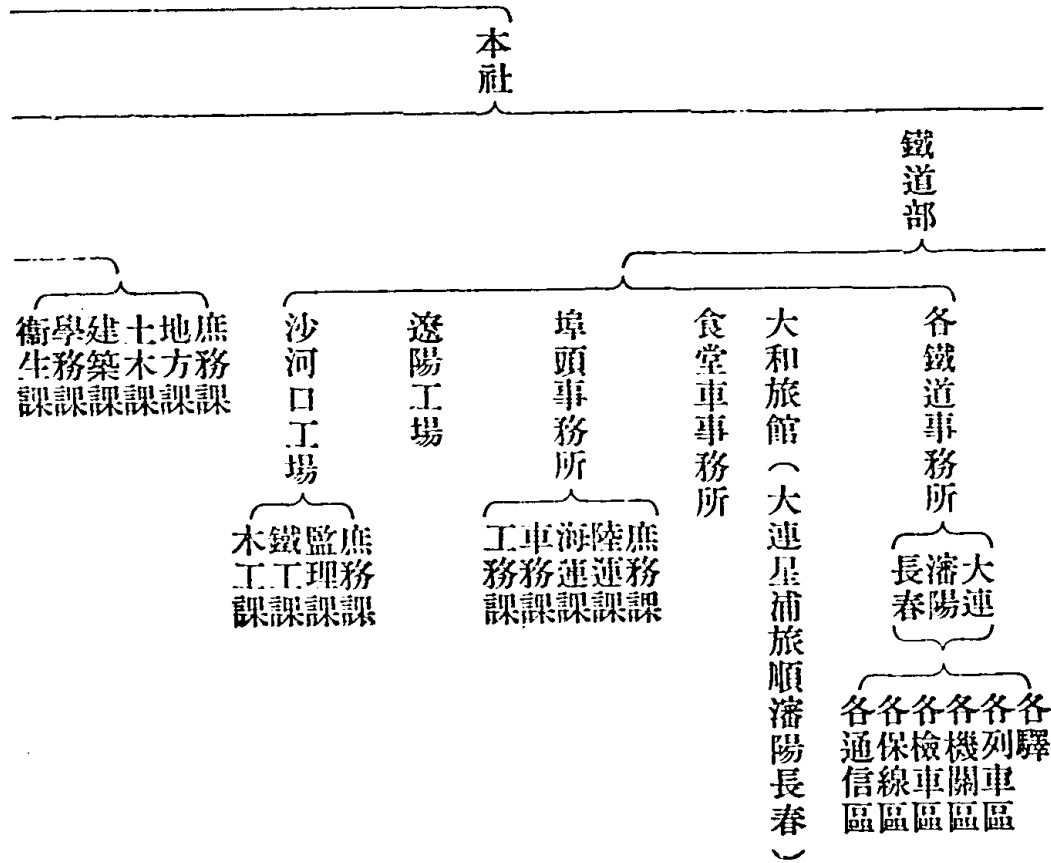 本社
鐵道部
各鐵道事務所
大連
瀋陽
長春
各驛
各列車區
各機關區
各檢車區
各保線區
各通信區
大和旅館（大連星浦旅順瀋陽長春）
食堂車事務所
埠頭事務所
庶務課
陸運課
海運課
車務課
工務課
遼陽工場
沙河口工場
庶務課
監理課
鐵工課
木工課
庶務課
地方課
土木課
建築課
學務課
衞生課